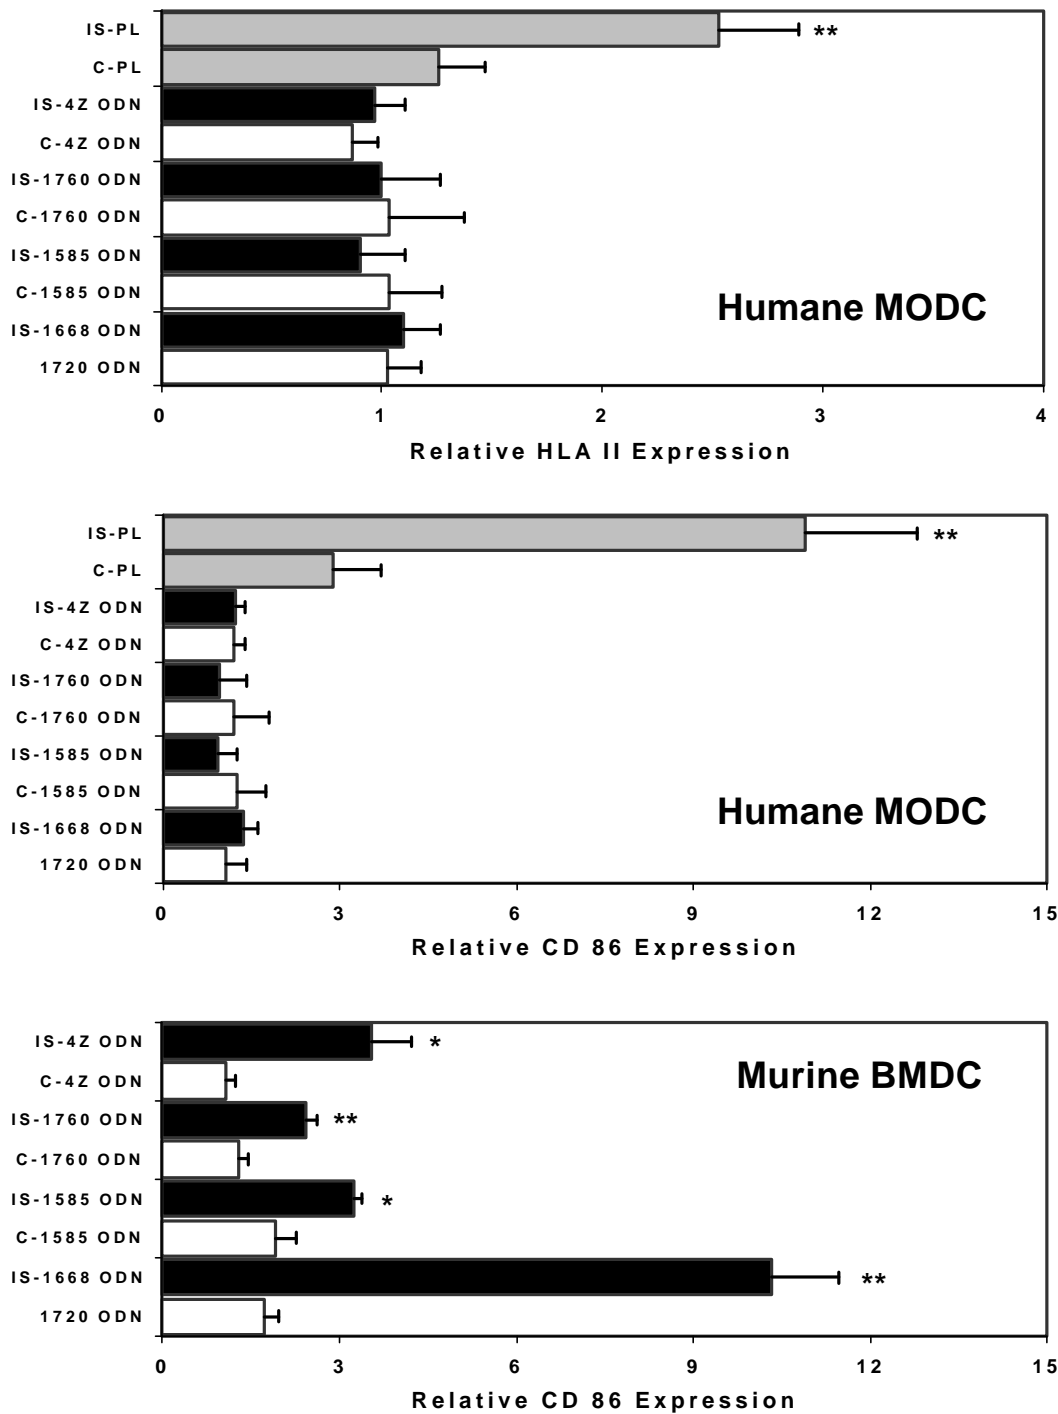 IS-PL **
C-PL
IS-4Z ODN
C-4Z ODN
IS-1760 ODN
C-1760 ODN
IS-1585 ODN
C-1585 ODN
IS-1668 ODN
1720 ODN
Humane MODC
0 1 2 3 4
Relative HLA II Expression
IS-PL **
C-PL
IS-4Z ODN
C-4Z ODN
IS-1760 ODN
C-1760 ODN
IS-1585 ODN
C-1585 ODN
IS-1668 ODN
1720 ODN
Humane MODC
0 3 6 9 12 15
Relative CD 86 Expression
IS-4Z ODN *
C-4Z ODN
IS-1760 ODN **
C-1760 ODN
IS-1585 ODN *
C-1585 ODN
IS-1668 ODN **
1720 ODN
Murine BMDC
0 3 6 9 12 15
Relative CD 86 Expression